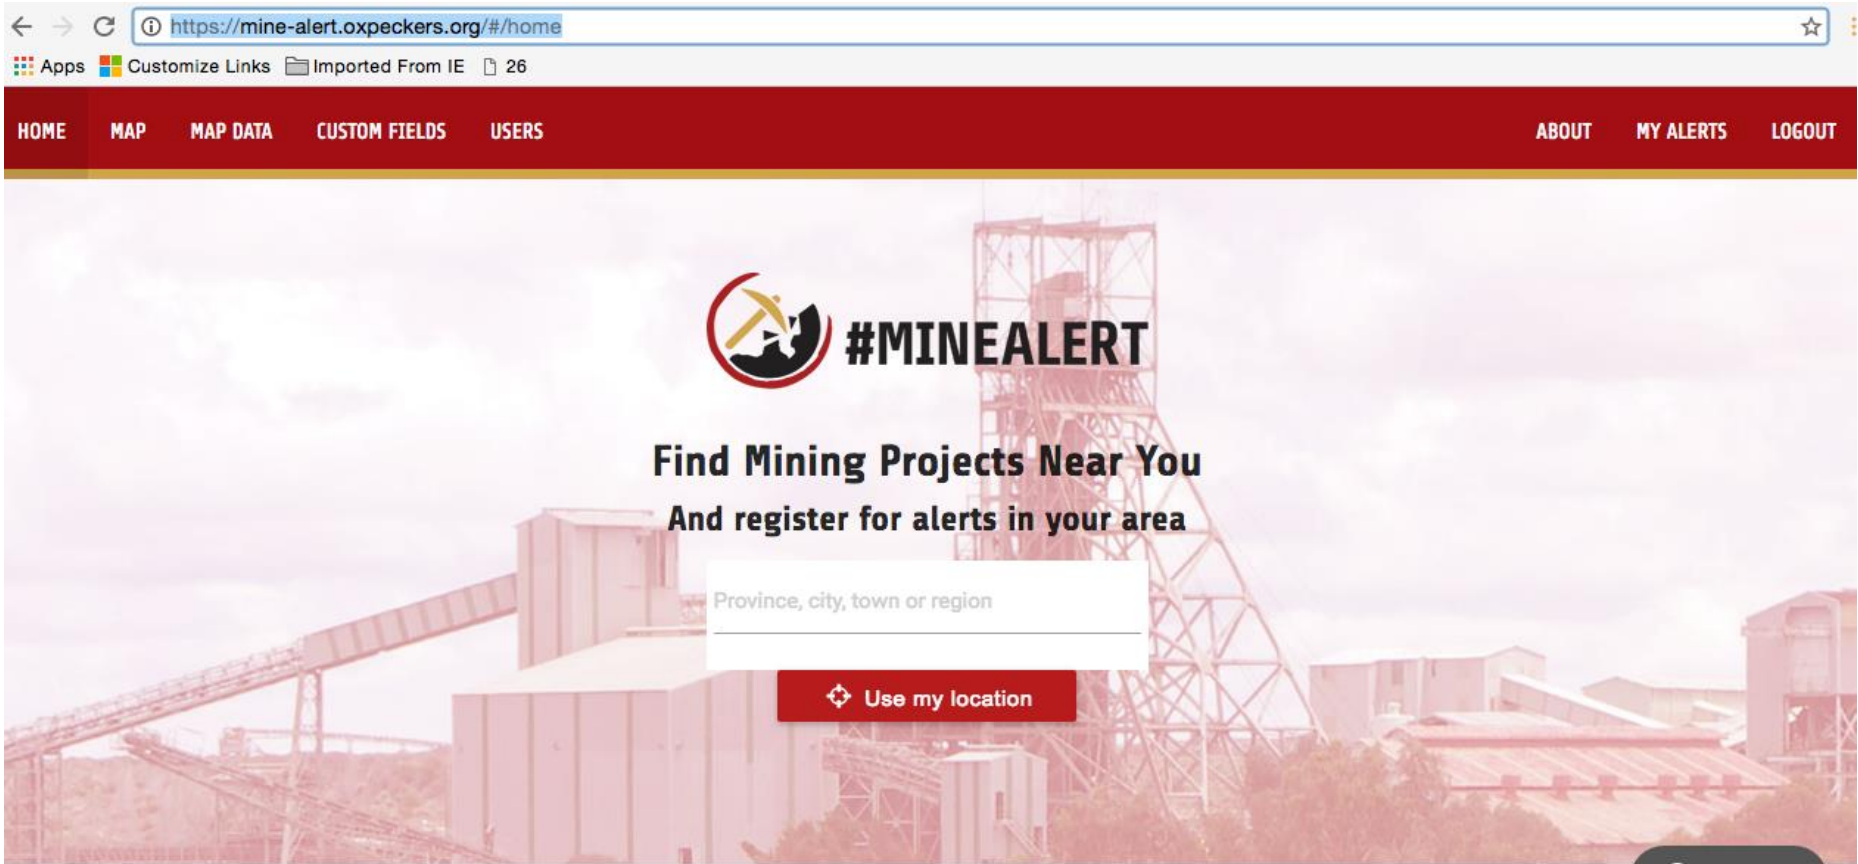 https://mine-alert.oxpeckers.org/#/home
Apps Customize Links Imported From IE 26
HOME MAP MAP DATA CUSTOM FIELDS USERS ABOUT MY ALERTS LOGOUT
#MINEALERT
Find Mining Projects Near You
And register for alerts in your area
Province, city, town or region
Use my location